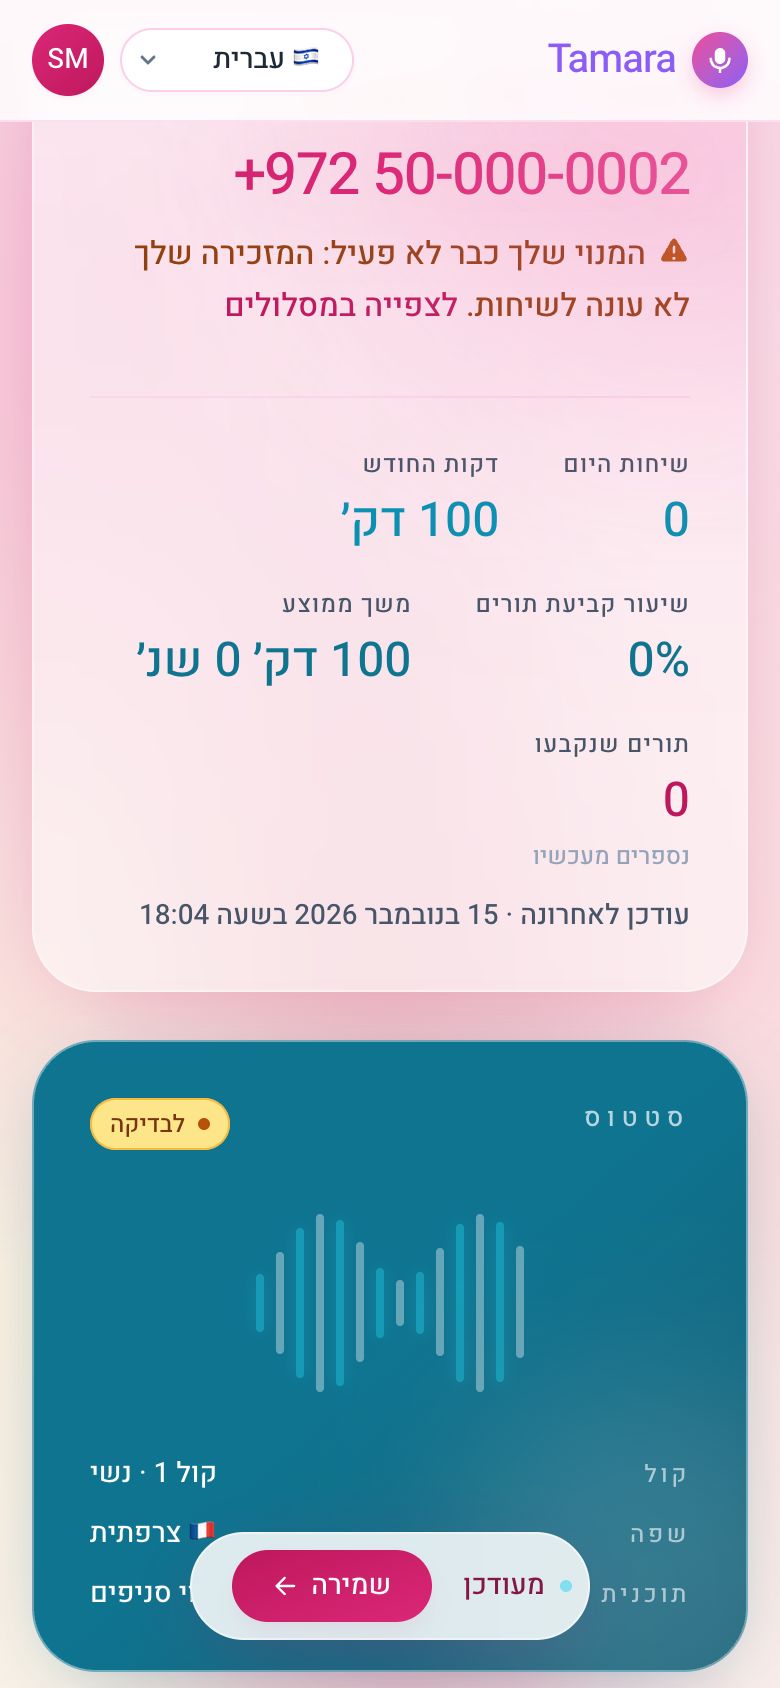 Tamara
עברית
SM
+972 50-000-0002
המנוי שלך כבר לא פעיל: המזכירה שלך
לא עונה לשיחות. לצפייה במסלולים
שיחות היום
דקות החודש
0
100 דק׳
שיעור קביעת תורים
משך ממוצע
0%
100 דק׳ 0 שנ׳
תורים שנקבעו
0
נספרים מעכשיו
עודכן לאחרונה · 15 בנובמבר 2026 בשעה 18:04
סטטוס
לבדיקה
קול
קול 1 · נשי
שפה
צרפתית
תוכנית
סניפים
מעודכן
שמירה